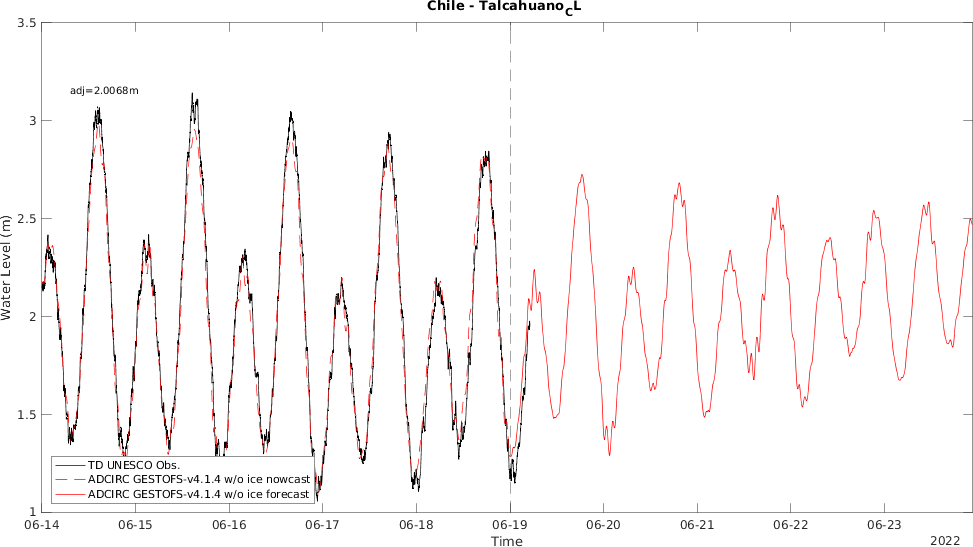 Chile - Talcahuano_CL
adj=2.0068m
3.5
3
2.5
2
1.5
1
Water Level (m)
TD UNESCO Obs.
ADCIRC GESTOFS-v4.1.4 w/o ice nowcast
ADCIRC GESTOFS-v4.1.4 w/o ice forecast
06-14 06-15 06-16 06-17 06-18 06-19 06-20 06-21 06-22 06-23
Time
2022